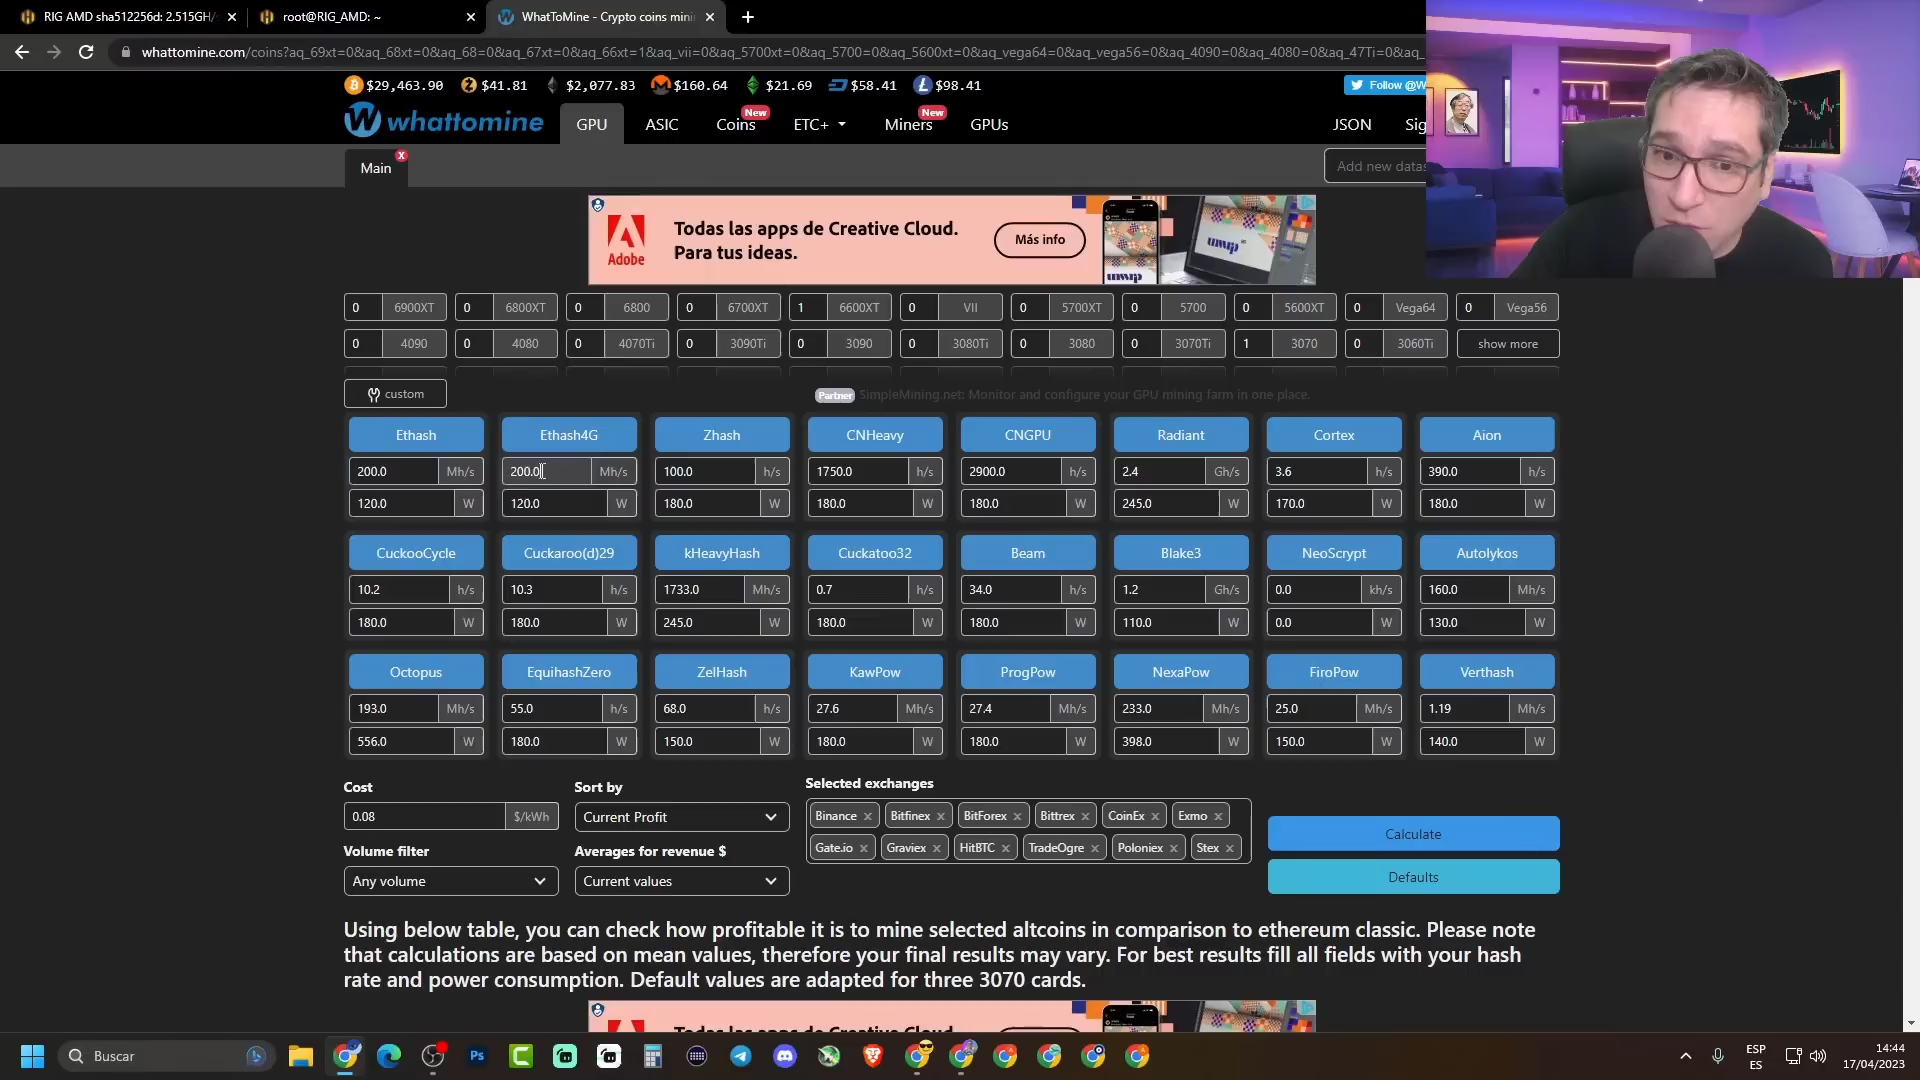 RIG AMD sha512256d: 2.515GH/
root@RIG_AMD: ~
WhatToMine - Crypto coins mini
whattomine.com/coins?aq_69xt=0&aq_68xt=0&aq_68=0&aq_67xt=0&aq_66xt=1&aq_vii=0&aq_5700xt=0&aq_5700=0&aq_5600xt=0&aq_vega64=0&aq_vega56=0&aq_4090=0&aq_4080=0&aq_47Ti=0&aq_
$29,463.90 $41.81 $2,077.83 $160.64 $21.69 $58.41 $98.41
Follow @W
whattomine GPU ASIC Coins New ETC+ Miners New GPUs JSON Sig
Main x
Add new datas
Adobe
Todas las apps de Creative Cloud.
Para tus ideas.
Más info
0 6900XT 0 6800XT 0 6800 0 6700XT 1 6600XT 0 VII 0 5700XT 0 5700 0 5600XT 0 Vega64 0 Vega56
0 4090 0 4080 0 4070Ti 0 3090Ti 0 3090 0 3080Ti 0 3080 0 3070Ti 1 3070 0 3060Ti show more
custom
Partner SimpleMining.net: Monitor and configure your GPU mining farm in one place.
Ethash Ethash4G Zhash CNHeavy CNGPU Radiant Cortex Aion
200.0 Mh/s 200.0 Mh/s 100.0 h/s 1750.0 h/s 2900.0 h/s 2.4 Gh/s 3.6 h/s 390.0 h/s
120.0 W 120.0 W 180.0 W 180.0 W 180.0 W 245.0 W 170.0 W 180.0 W
CuckooCycle Cuckaroo(d)29 kHeavyHash Cuckatoo32 Beam Blake3 NeoScrypt Autolykos
10.2 h/s 10.3 h/s 1733.0 Mh/s 0.7 h/s 34.0 h/s 1.2 Gh/s 0.0 kh/s 160.0 Mh/s
180.0 W 180.0 W 245.0 W 180.0 W 180.0 W 110.0 W 0.0 W 130.0 W
Octopus EquihashZero ZelHash KawPow ProgPow NexaPow FiroPow Verthash
193.0 Mh/s 55.0 h/s 68.0 h/s 27.6 Mh/s 27.4 Mh/s 233.0 Mh/s 25.0 Mh/s 1.19 Mh/s
556.0 W 180.0 W 150.0 W 180.0 W 180.0 W 398.0 W 150.0 W 140.0 W
Cost
0.08 $/kWh
Sort by
Current Profit
Volume filter
Any volume
Averages for revenue $
Current values
Selected exchanges
Binance Bitfinex BitForex Bittrex CoinEx Exmo
Gate.io Graviex HitBTC TradeOgre Poloniex Stex
Calculate
Defaults
Using below table, you can check how profitable it is to mine selected altcoins in comparison to ethereum classic. Please note
that calculations are based on mean values, therefore your final results may vary. For best results fill all fields with your hash
rate and power consumption. Default values are adapted for three 3070 cards.
Buscar
ESP
ES
14:44
17/04/2023